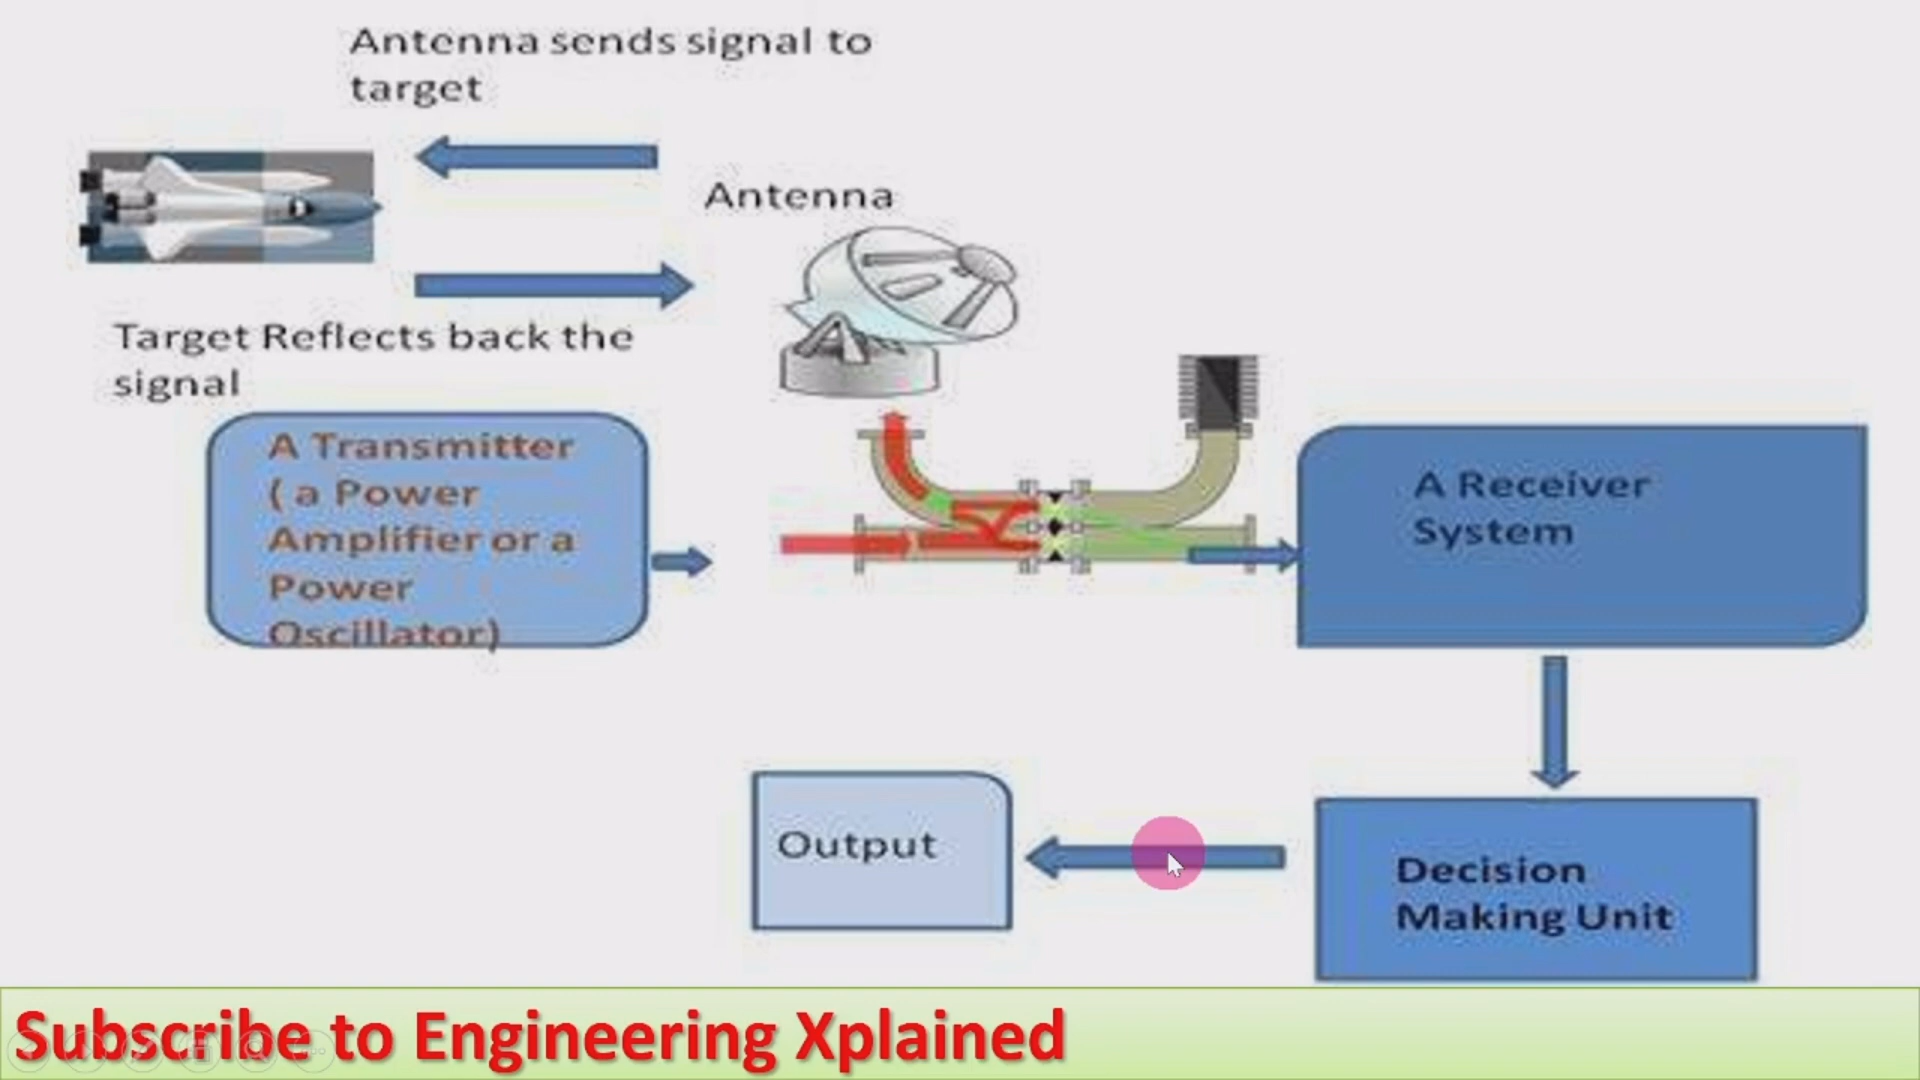 Antenna sends signal to
target
Antenna
Target Reflects back the
signal
A Transmitter
( a Power
Amplifier or a
Power
Oscillator)
A Receiver
System
Output
Decision
Making Unit
Subscribe to Engineering Xplained